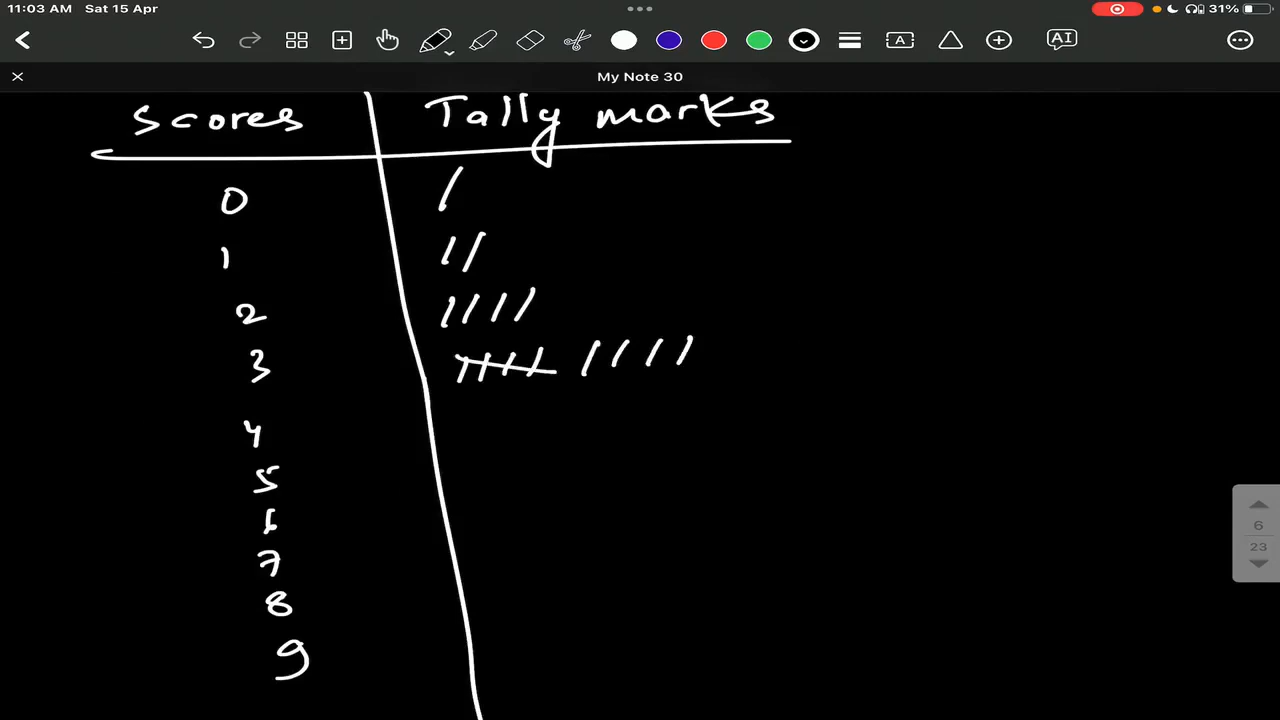 11:03 AM Sat 15 Apr 31%
A AI
My Note 30
Scores Tally marks
0 /
1 //
2 ////
3 ̶/̶/̶/̶/̶ ////
4
5
6
7
8
9
6
23